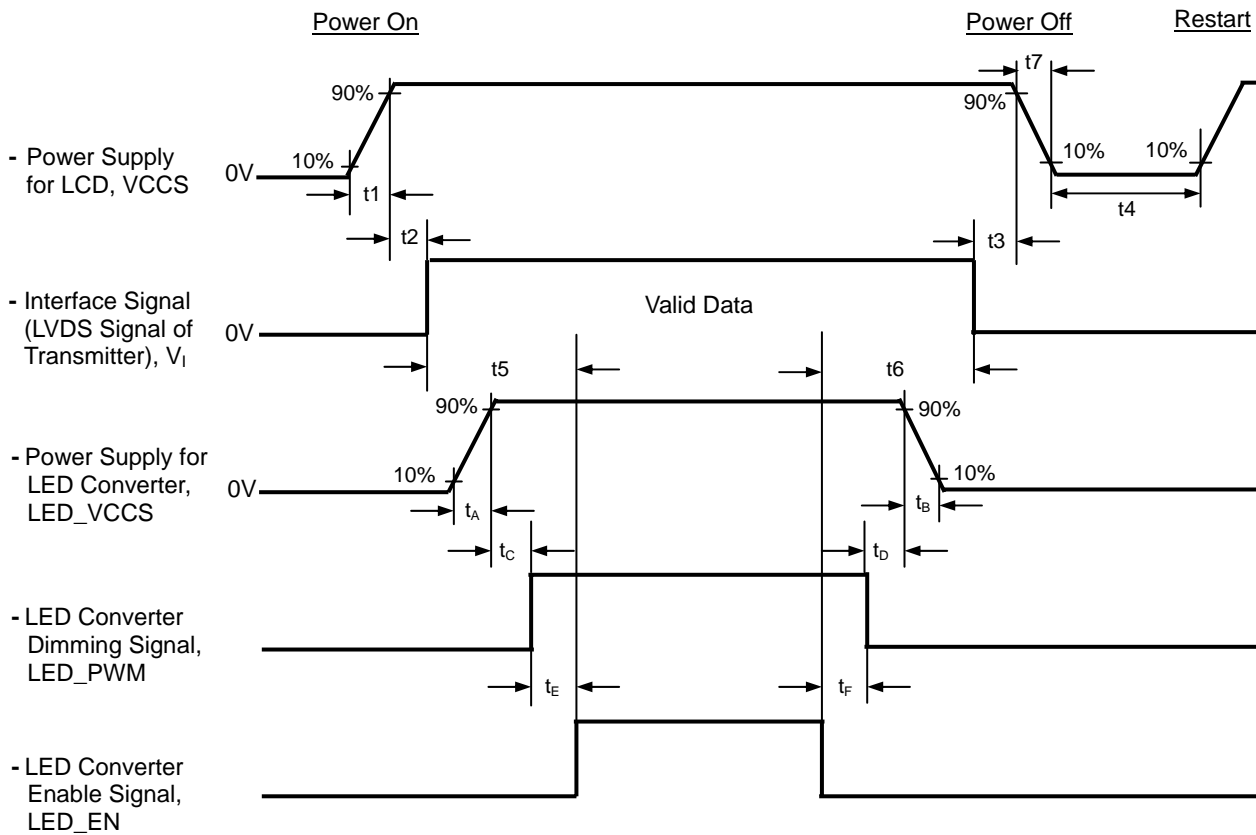 Power On
Power Off
Restart
t7
90%
90%
- Power Supply
for LCD, VCCS
0V
10%
10%
10%
t1
t4
t2
t3
- Interface Signal
(LVDS Signal of
Transmitter), VI
0V
Valid Data
t5
t6
90%
90%
- Power Supply for
LED Converter,
LED_VCCS
0V
10%
10%
tA
tB
tC
tD
- LED Converter
Dimming Signal,
LED_PWM
tE
tF
- LED Converter
Enable Signal,
LED_EN